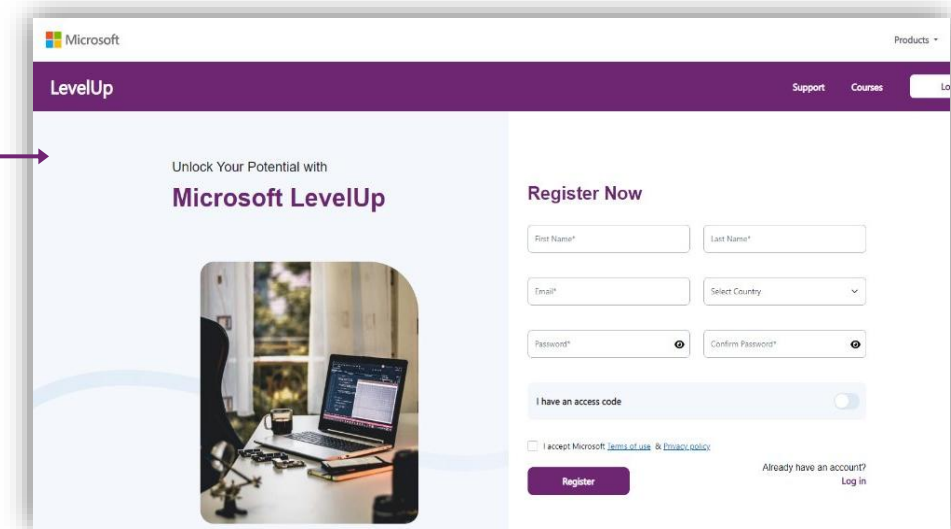 Microsoft
Products
LevelUp
Support
Courses
Unlock Your Potential with
Microsoft LevelUp
Register Now
First Name*
Last Name*
Email*
Select Country
Password*
Confirm Password*
I have an access code
I accept Microsoft Terms of use & Privacy policy
Register
Already have an account?
Log in